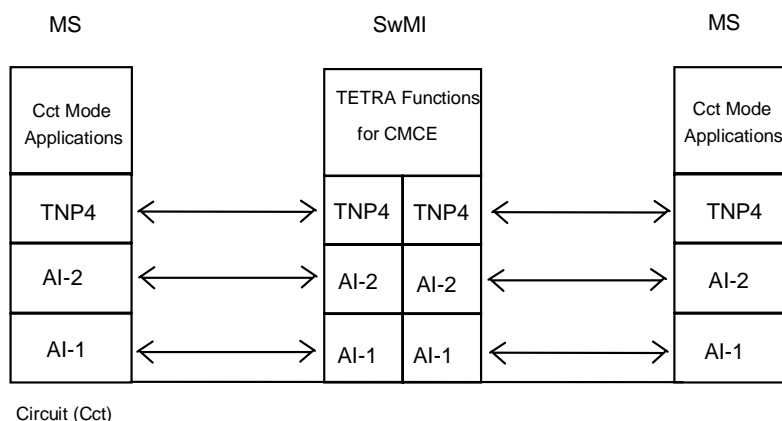 MS SwMI MS
Cct Mode
Applications
TETRA Functions
for CMCE
Cct Mode
Applications
TNP4 TNP4 TNP4 TNP4
AI-2 AI-2 AI-2 AI-2
AI-1 AI-1 AI-1 AI-1
Circuit (Cct)